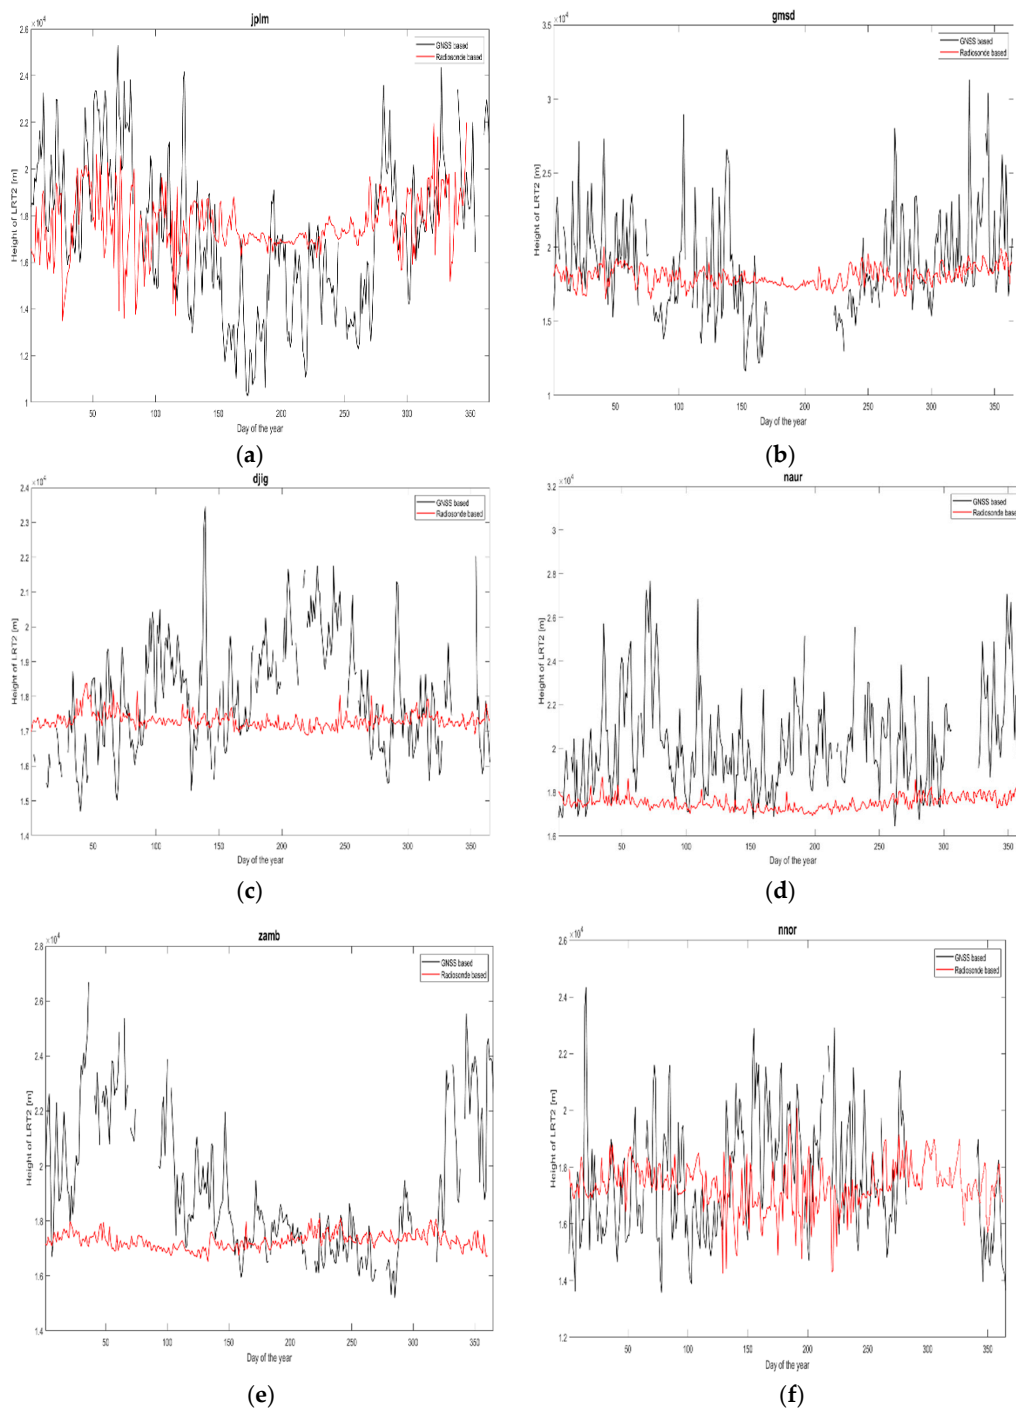 jplm
×10⁴
2.6
2.4
2.2
2
1.8
1.6
1.4
1.2
1
Height of LRT2 [m]
GNSS based
Radiosonde based
50 100 150 200 250 300 350
Day of the year
(a)
gmsd
×10⁴
3.5
3
2.5
2
1.5
1
Height of LRT2 [m]
GNSS based
Radiosonde based
50 100 150 200 250 300 350
Day of the year
(b)
djig
×10⁴
2.4
2.3
2.2
2.1
2
1.9
1.8
1.7
1.6
1.5
1.4
Height of LRT2 [m]
GNSS based
Radiosonde based
50 100 150 200 250 300 350
Day of the year
(c)
naur
×10⁴
3.2
3
2.8
2.6
2.4
2.2
2
1.8
1.6
Height of LRT2 [m]
GNSS based
Radiosonde based
50 100 150 200 250 300 350
Day of the year
(d)
zamb
×10⁴
2.8
2.6
2.4
2.2
2
1.8
1.6
1.4
Height of LRT2 [m]
GNSS based
Radiosonde based
50 100 150 200 250 300 350
Day of the year
(e)
nnor
×10⁴
2.6
2.4
2.2
2
1.8
1.6
1.4
1.2
Height of LRT2 [m]
GNSS based
Radiosonde based
50 100 150 200 250 300 350
Day of the year
(f)